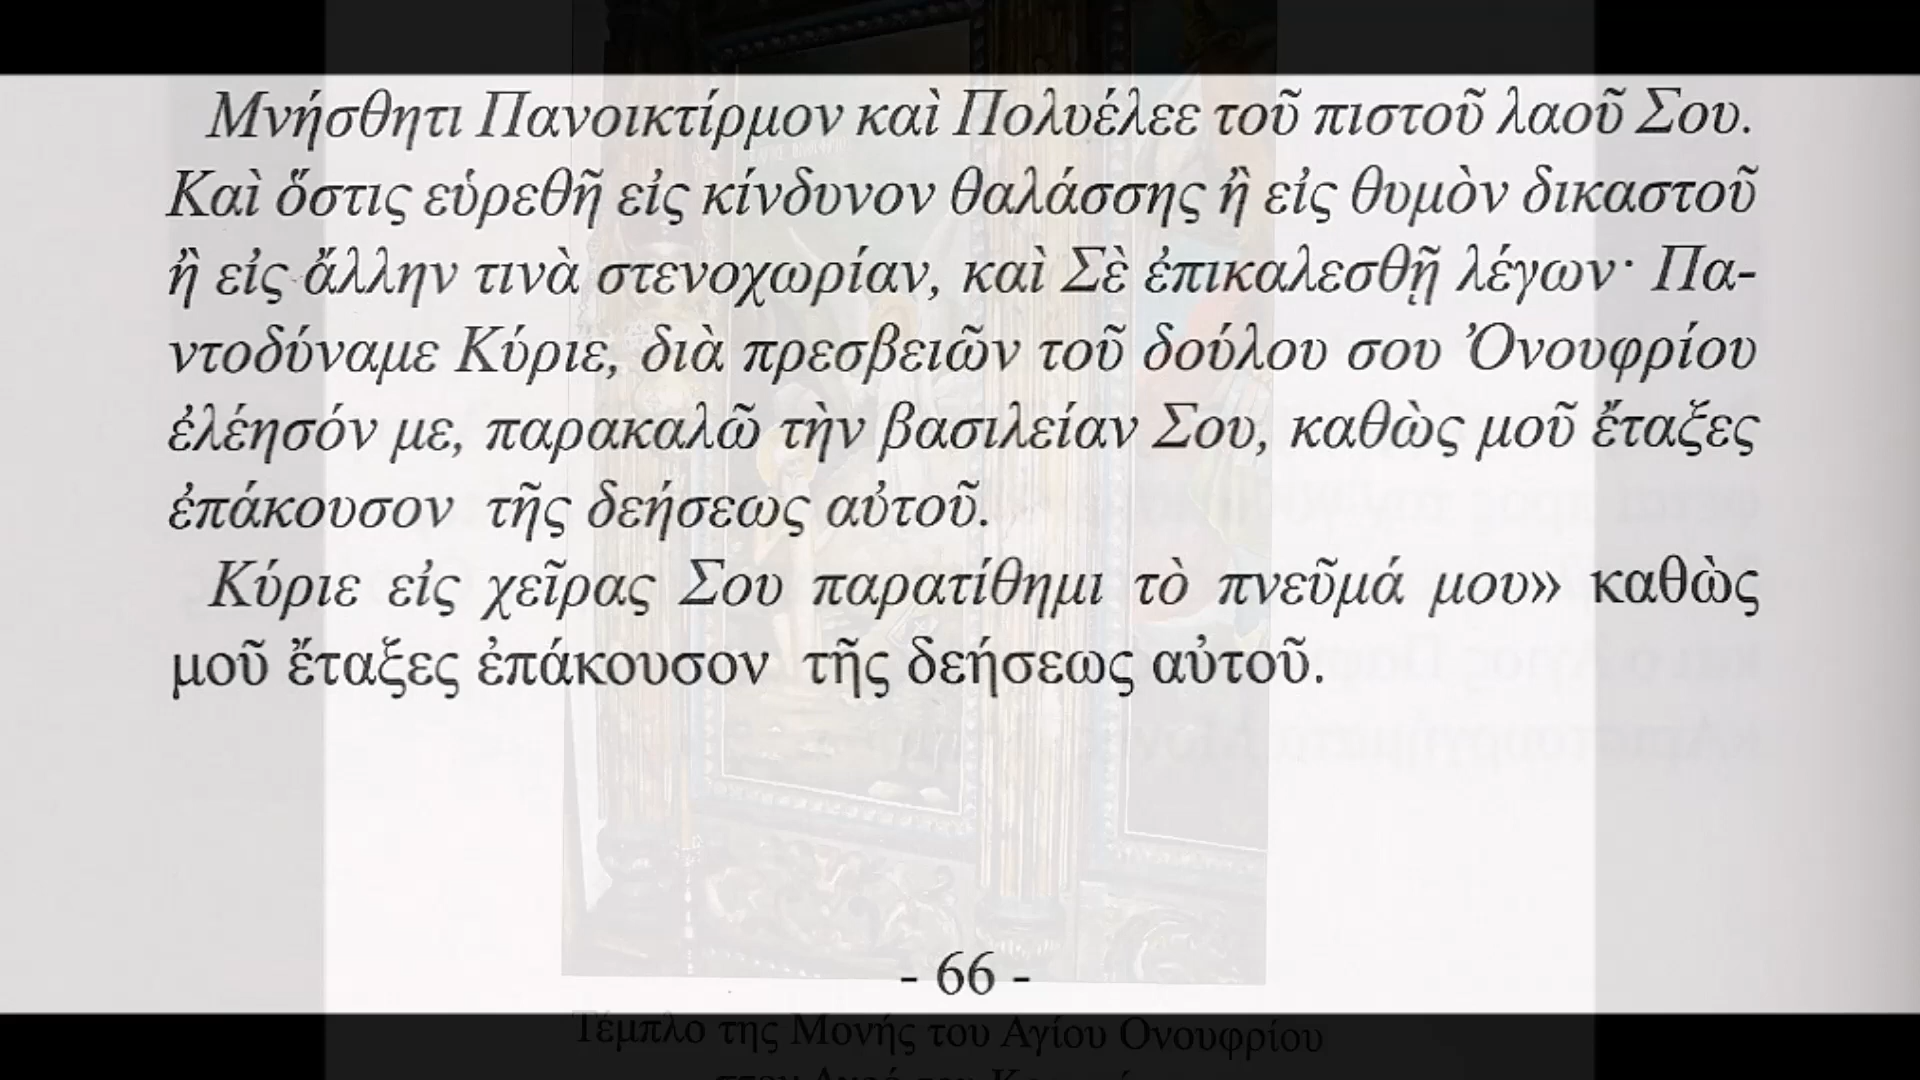 Μνήσθητι Πανοικτίρμον καὶ Πολυέλεε τοῦ πιστοῦ λαοῦ Σου.
Καὶ ὅστις εὑρεθῆ εἰς κίνδυνον θαλάσσης ἢ εἰς θυμὸν δικαστοῦ
ἢ εἰς ἄλλην τινὰ στενοχωρίαν, καὶ Σὲ ἐπικαλεσθῇ λέγων· Πα-
ντοδύναμε Κύριε, διὰ πρεσβειῶν τοῦ δούλου σου Ὀνουφρίου
ἐλέησόν με, παρακαλῶ τὴν βασιλείαν Σου, καθὼς μοῦ ἔταξες
ἐπάκουσον τῆς δεήσεως αὐτοῦ.
Κύριε εἰς χεῖρας Σου παρατίθημι τὸ πνεῦμά μου» καθὼς
μοῦ ἔταξες ἐπάκουσον τῆς δεήσεως αὐτοῦ.
- 66 -
Τέμπλο της Μονής του Αγίου Ονουφρίου